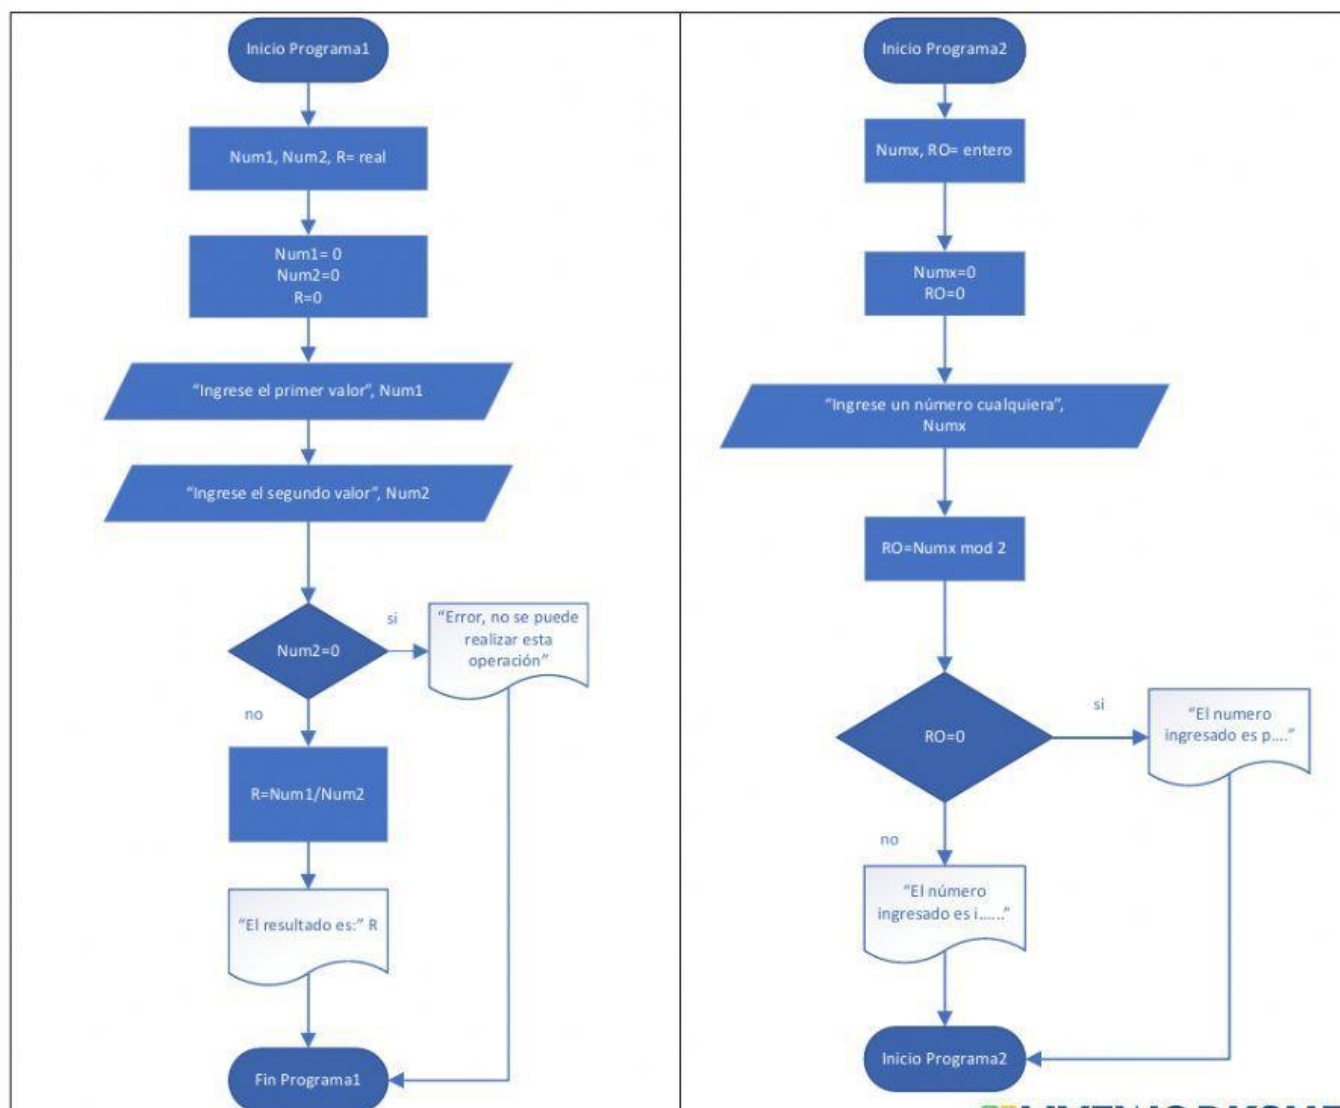 Inicio Programa1
Num1, Num2, R= real
Num1= 0
Num2=0
R=0
“Ingrese el primer valor”, Num1
“Ingrese el segundo valor”, Num2
Num2=0
si
“Error, no se puede
realizar esta
operación”
no
R=Num1/Num2
“El resultado es:” R
Fin Programa1
Inicio Programa2
Numx, RO= entero
Numx=0
RO=0
“Ingrese un número cualquiera”,
Numx
RO=Numx mod 2
RO=0
si
“El numero
ingresado es p....”
no
“El número
ingresado es i......”
Inicio Programa2